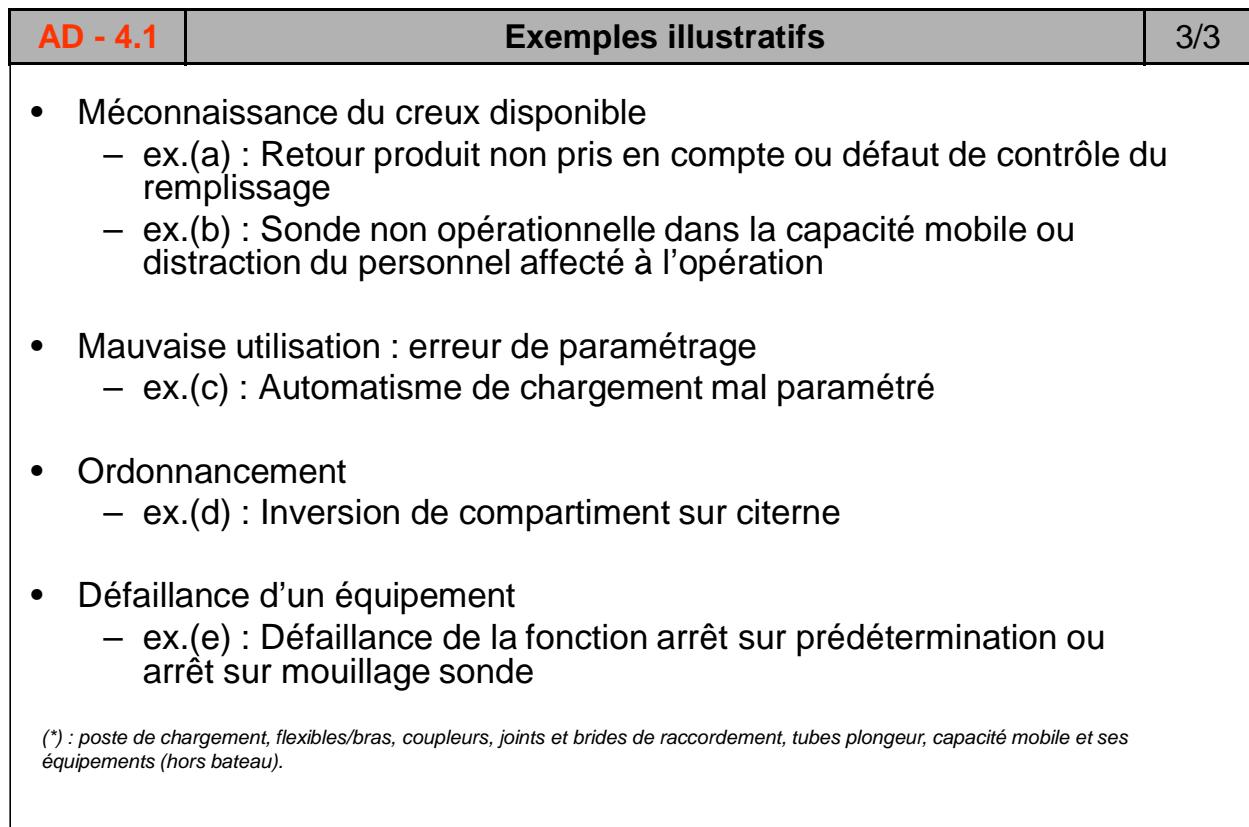 AD - 4.1
Exemples illustratifs
3/3
• Méconnaissance du creux disponible
– ex.(a) : Retour produit non pris en compte ou défaut de contrôle du
remplissage
– ex.(b) : Sonde non opérationnelle dans la capacité mobile ou
distraction du personnel affecté à l’opération
• Mauvaise utilisation : erreur de paramétrage
– ex.(c) : Automatisme de chargement mal paramétré
• Ordonnancement
– ex.(d) : Inversion de compartiment sur citerne
• Défaillance d’un équipement
– ex.(e) : Défaillance de la fonction arrêt sur prédétermination ou
arrêt sur mouillage sonde
(*) : poste de chargement, flexibles/bras, coupleurs, joints et brides de raccordement, tubes plongeur, capacité mobile et ses
équipements (hors bateau).